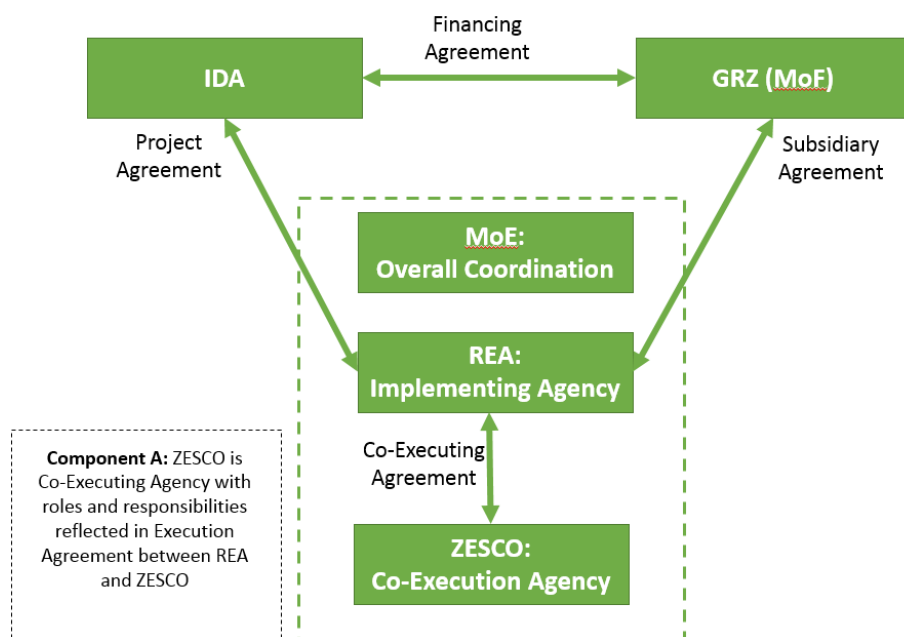 Financing
Agreement
IDA
GRZ (MoF)
Project
Agreement
Subsidiary
Agreement
MoE:
Overall Coordination
REA:
Implementing Agency
Co-Executing
Agreement
Component A: ZESCO is
Co-Executing Agency with
roles and responsibilities
reflected in Execution
Agreement between REA
and ZESCO
ZESCO:
Co-Execution Agency